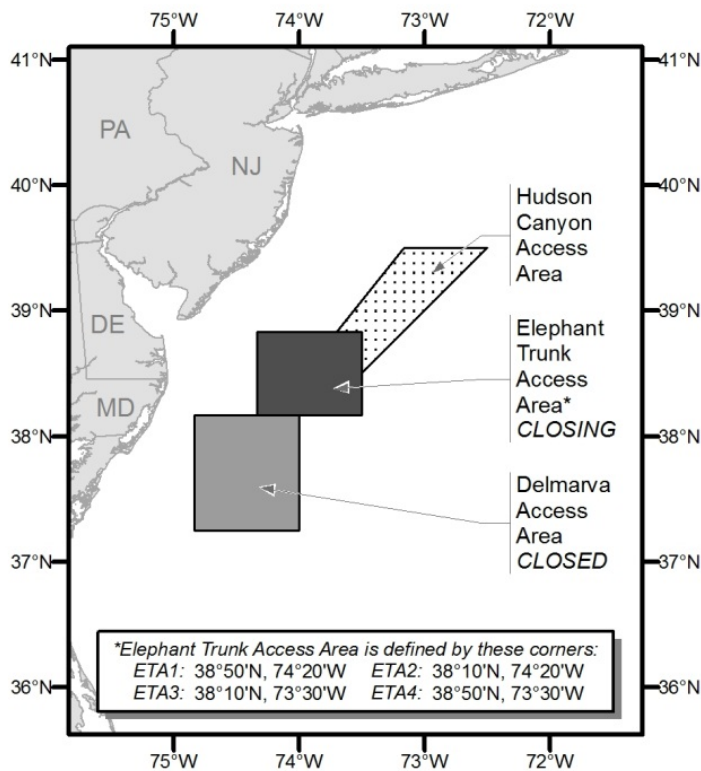 75°W 74°W 73°W 72°W
41°N 41°N
PA
NJ
40°N 40°N
Hudson
Canyon
Access
Area
39°N 39°N
DE
Elephant
Trunk
Access
Area*
CLOSING
MD
38°N 38°N
Delmarva
Access
Area
CLOSED
37°N 37°N
*Elephant Trunk Access Area is defined by these corners:
ETA1: 38°50'N, 74°20'W ETA2: 38°10'N, 74°20'W
ETA3: 38°10'N, 73°30'W ETA4: 38°50'N, 73°30'W
36°N 36°N
75°W 74°W 73°W 72°W